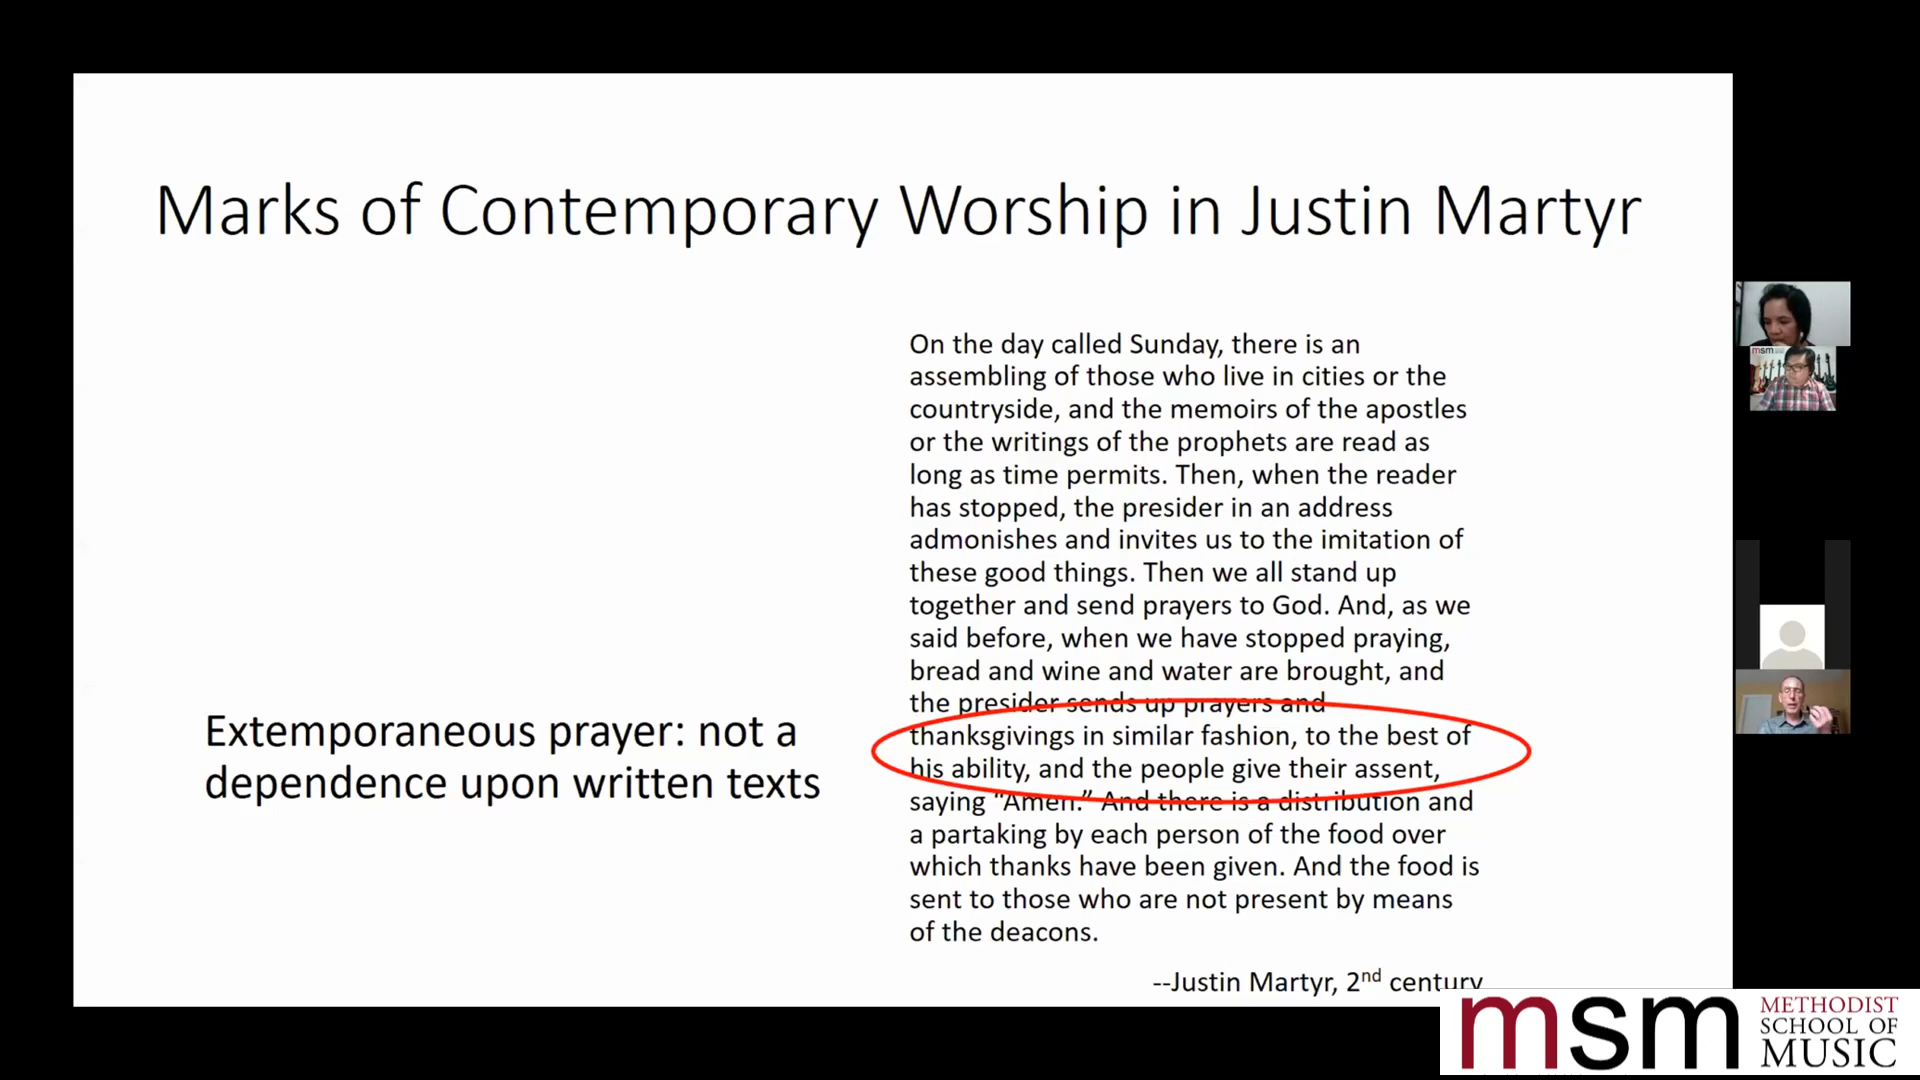 Marks of Contemporary Worship in Justin Martyr
On the day called Sunday, there is an
assembling of those who live in cities or the
countryside, and the memoirs of the apostles
or the writings of the prophets are read as
long as time permits. Then, when the reader
has stopped, the presider in an address
admonishes and invites us to the imitation of
these good things. Then we all stand up
together and send prayers to God. And, as we
said before, when we have stopped praying,
bread and wine and water are brought, and
the presider sends up prayers and
thanksgivings in similar fashion, to the best of
his ability, and the people give their assent,
saying “Amen.” And there is a distribution and
a partaking by each person of the food over
which thanks have been given. And the food is
sent to those who are not present by means
of the deacons.
--Justin Martyr, 2nd century
Extemporaneous prayer: not a
dependence upon written texts
msm
msm
METHODIST
SCHOOL OF
MUSIC